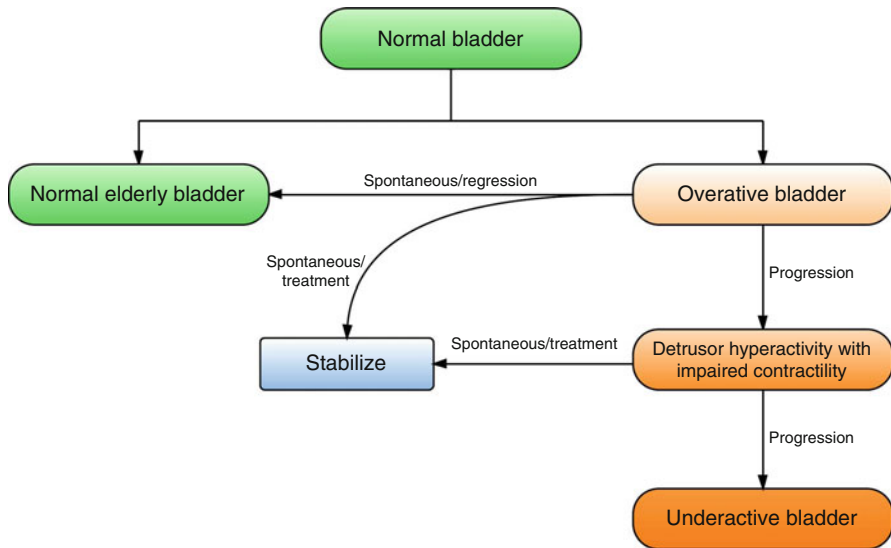 Normal bladder
Normal elderly bladder
Spontaneous/regression
Overative bladder
Spontaneous/
treatment
Progression
Stabilize
Spontaneous/treatment
Detrusor hyperactivity with
impaired contractility
Progression
Underactive bladder